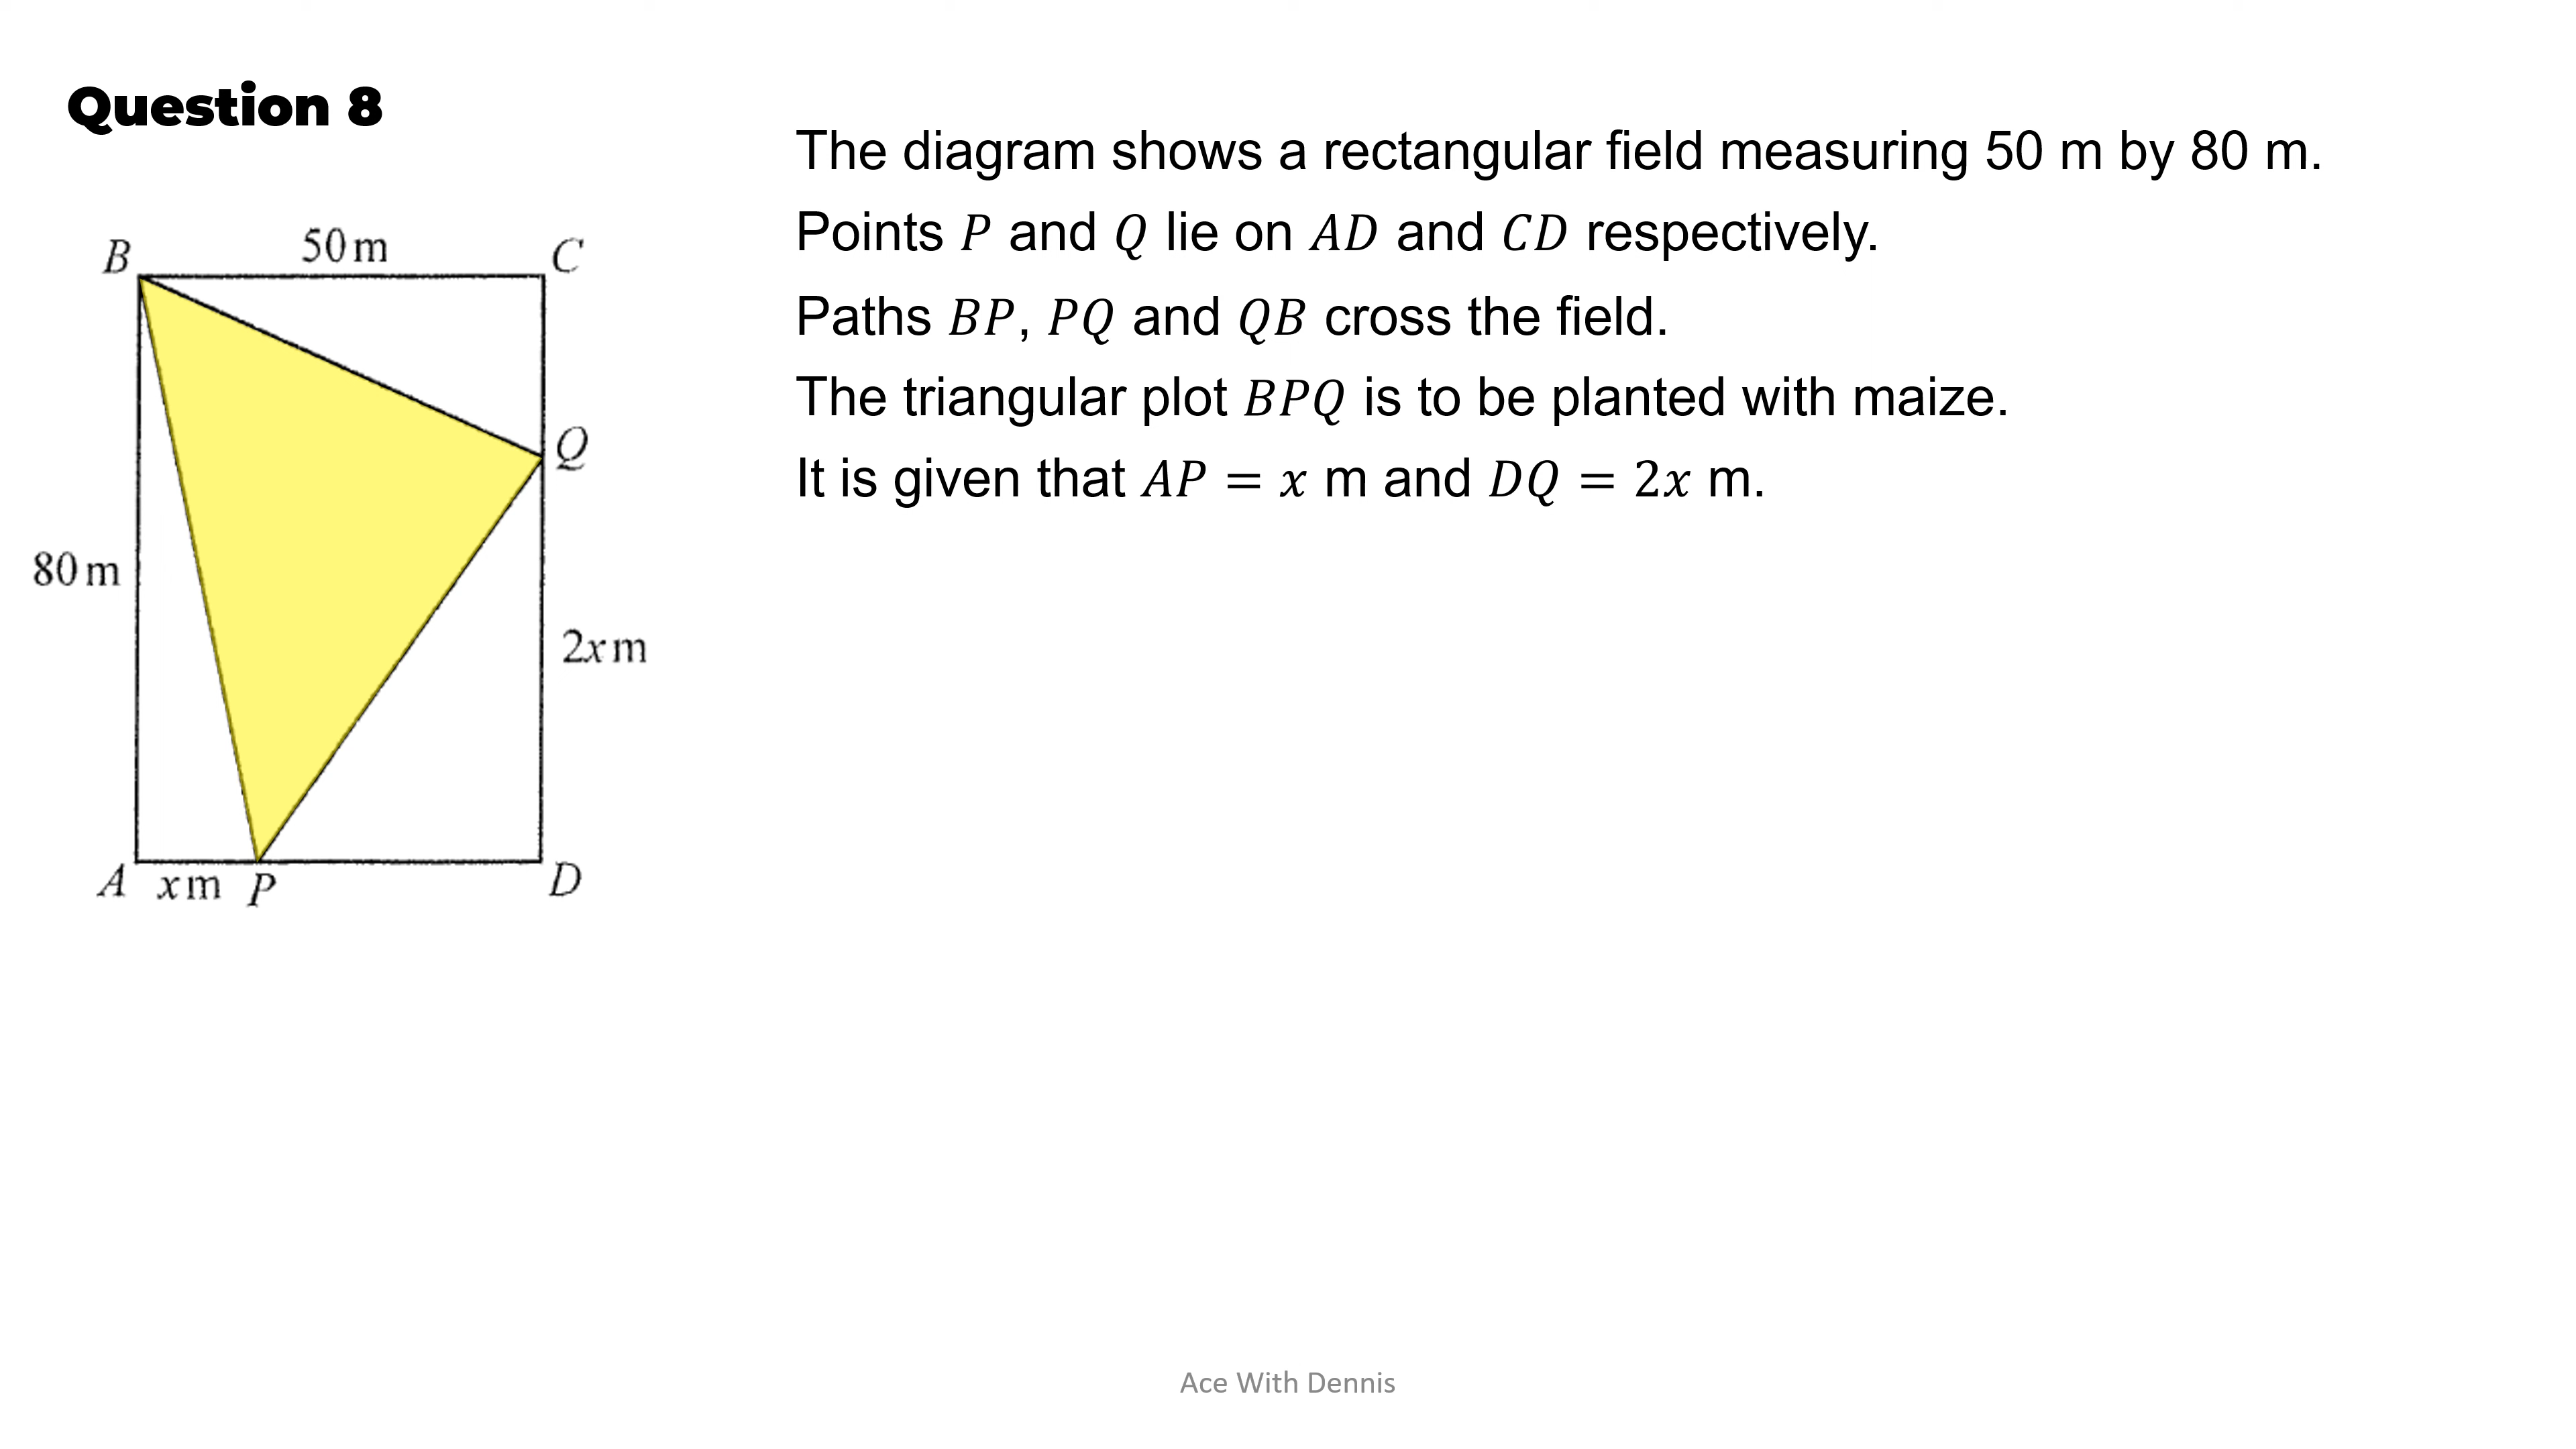 Question 8
The diagram shows a rectangular field measuring 50 m by 80 m.
Points P and Q lie on AD and CD respectively.
Paths BP, PQ and QB cross the field.
The triangular plot BPQ is to be planted with maize.
It is given that AP = x m and DQ = 2x m.
B
50 m
C
Q
80 m
2x m
A
x m
P
D
Ace With Dennis